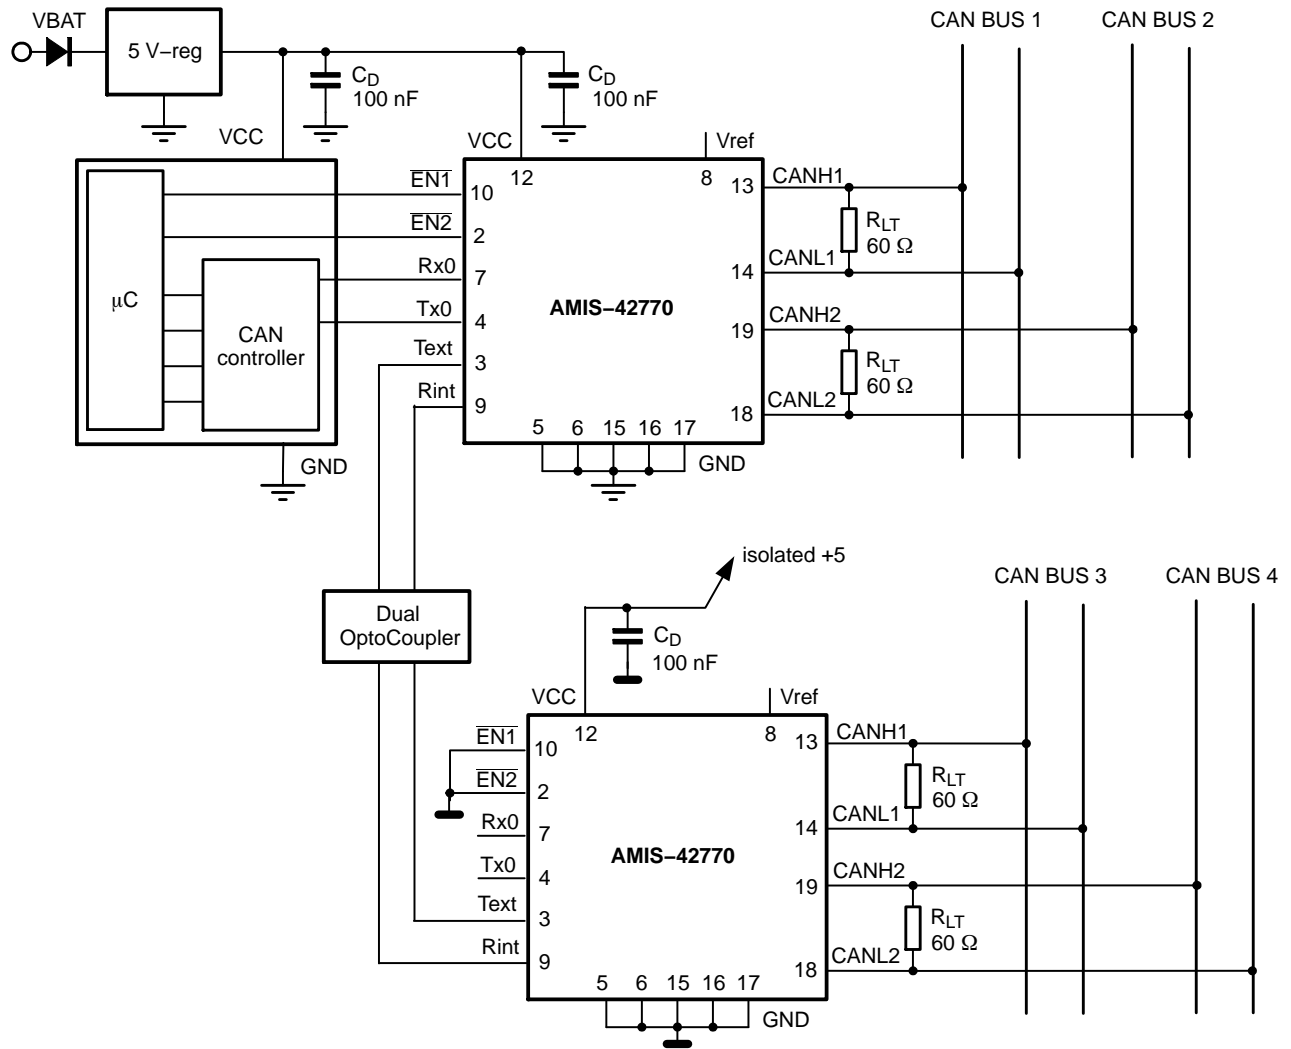 VBAT
5 V−reg
CD
100 nF
CD
100 nF
CAN BUS 1
CAN BUS 2
VCC
VCC
12
Vref
8
μC
CAN
controller
GND
EN1
10
EN2
2
Rx0
7
Tx0
4
Text
3
Rint
9
AMIS−42770
13
CANH1
RLT
60 Ω
14
CANL1
19
CANH2
RLT
60 Ω
18
CANL2
5 6 15 16 17
GND
isolated +5
CAN BUS 3
CAN BUS 4
Dual
OptoCoupler
CD
100 nF
VCC
12
Vref
8
EN1
10
EN2
2
Rx0
7
Tx0
4
Text
3
Rint
9
AMIS−42770
13
CANH1
RLT
60 Ω
14
CANL1
19
CANH2
RLT
60 Ω
18
CANL2
5 6 15 16 17
GND